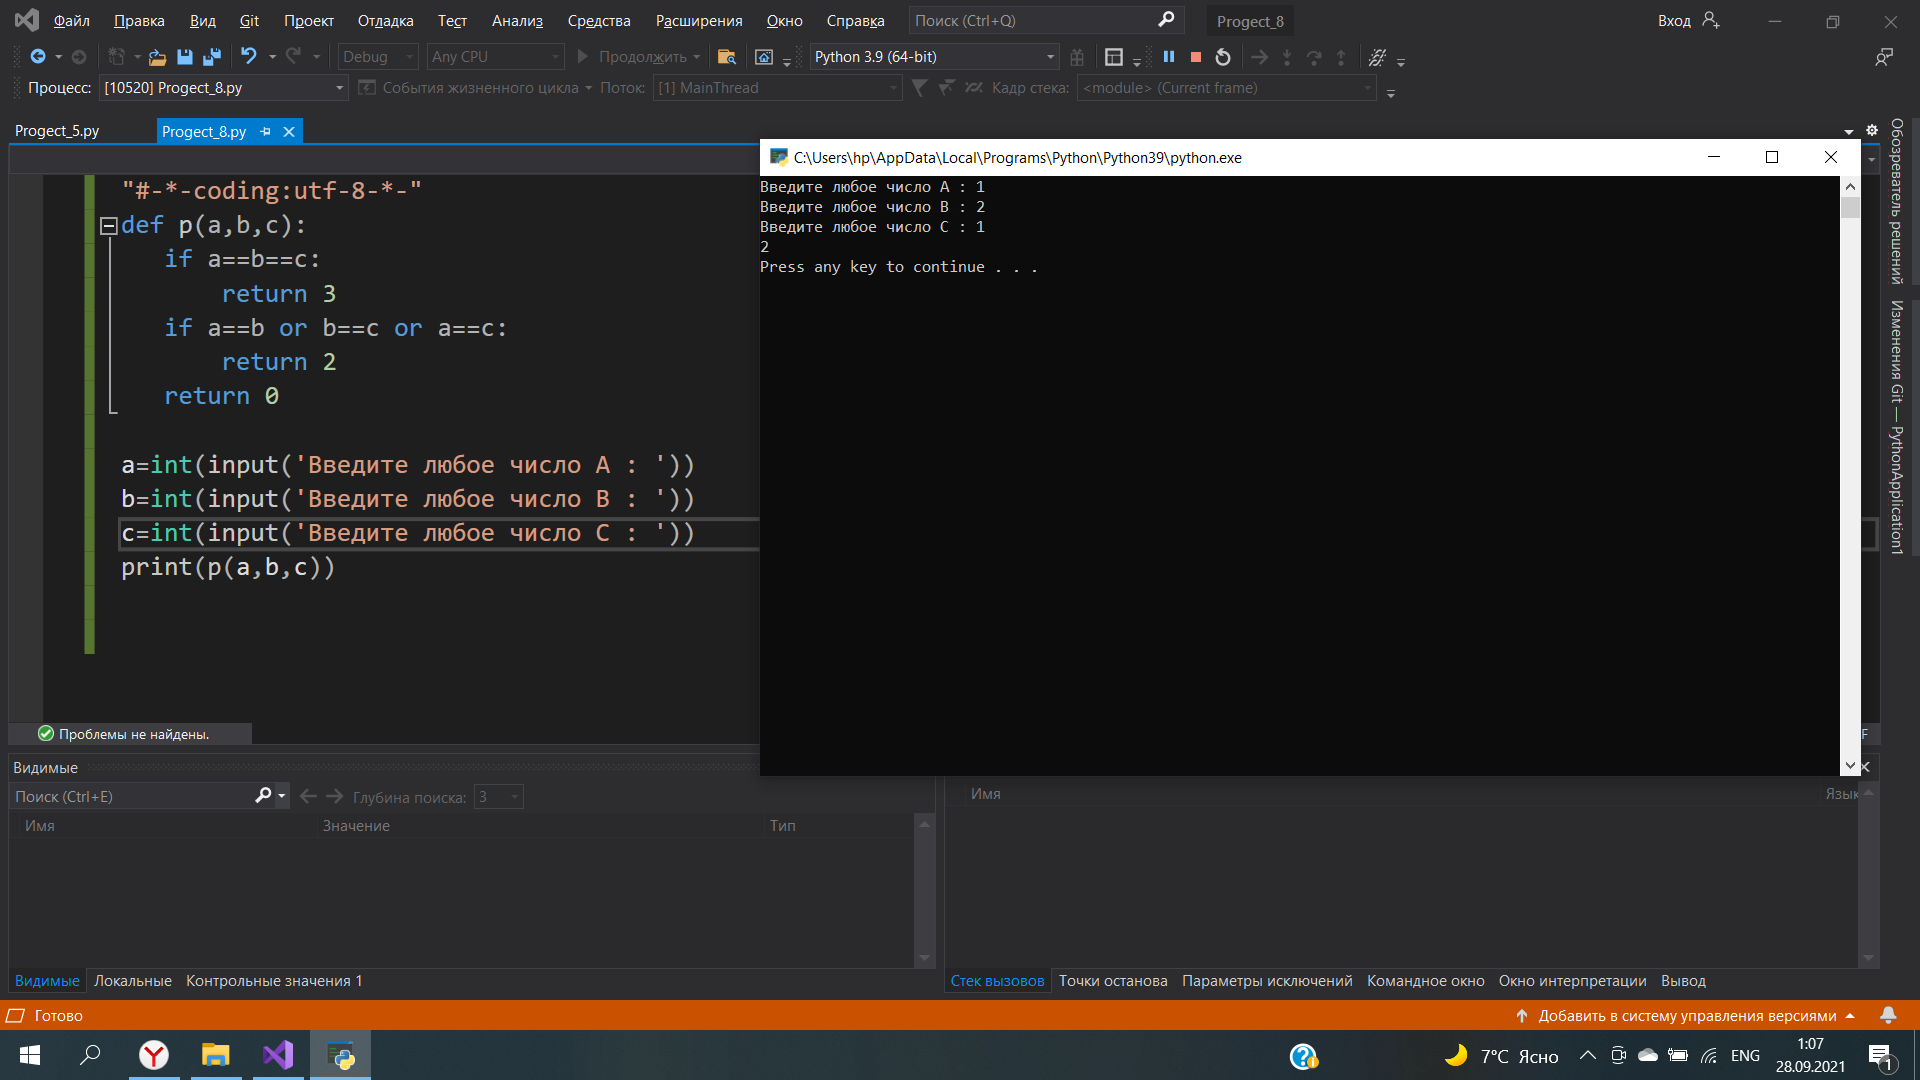 Файл Правка Вид Git Проект Отладка Тест Анализ Средства Расширения Окно Справка Поиск (Ctrl+Q) Progect_8 Вход
Debug Any CPU Продолжить Python 3.9 (64-bit)
Процесс: [10520] Progect_8.py События жизненного цикла Поток: [1] MainThread Кадр стека: <module> (Current frame)
Progect_5.py Progect_8.py
"#-*-coding:utf-8-*-"
def p(a,b,c):
if a==b==c:
return 3
if a==b or b==c or a==c:
return 2
return 0
a=int(input('Введите любое число A : '))
b=int(input('Введите любое число B : '))
c=int(input('Введите любое число C : '))
print(p(a,b,c))
C:\Users\hp\AppData\Local\Programs\Python\Python39\python.exe
Введите любое число A : 1
Введите любое число B : 2
Введите любое число C : 1
2
Press any key to continue . . .
Обозреватель решений
Изменения Git — PythonApplication1
Проблемы не найдены.
F
Видимые
Поиск (Ctrl+E) Глубина поиска: 3
Имя Значение Тип
Имя Язык
Видимые Локальные Контрольные значения 1
Стек вызовов Точки останова Параметры исключений Командное окно Окно интерпретации Вывод
Готово Добавить в систему управления версиями
7°C Ясно ENG 1:07
28.09.2021
1